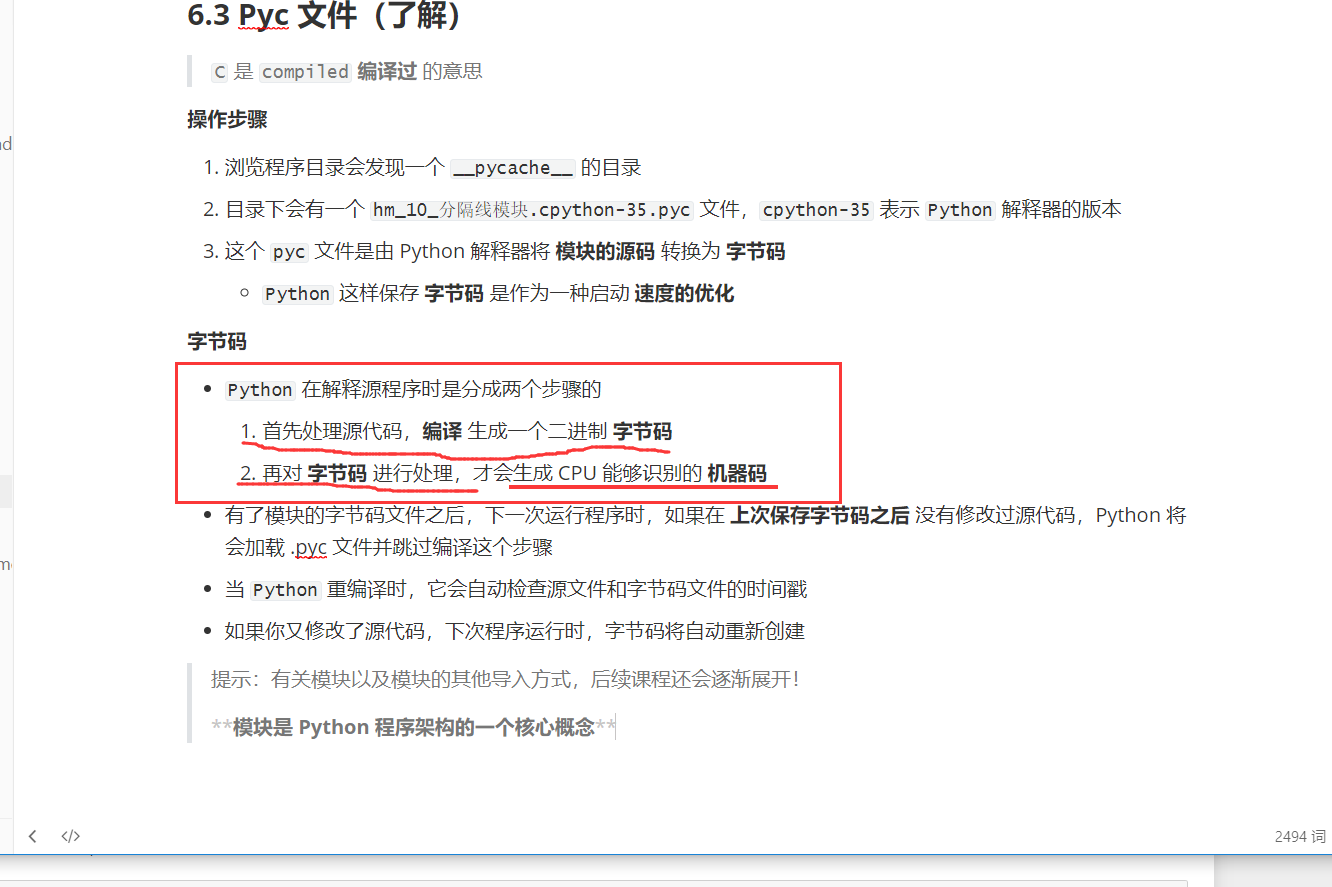 6.3 Pyc 文件（了解）
C 是 compiled 编译过 的意思
操作步骤
nd
1. 浏览程序目录会发现一个 __pycache__ 的目录
2. 目录下会有一个 hm_10_分隔线模块.cpython-35.pyc 文件，cpython-35 表示 Python 解释器的版本
3. 这个 pyc 文件是由 Python 解释器将 模块的源码 转换为 字节码
Python 这样保存 字节码 是作为一种启动 速度的优化
字节码
Python 在解释源程序时是分成两个步骤的
1. 首先处理源代码，编译 生成一个二进制 字节码
2. 再对 字节码 进行处理，才会生成 CPU 能够识别的 机器码
有了模块的字节码文件之后，下一次运行程序时，如果在 上次保存字节码之后 没有修改过源代码，Python 将
会加载 .pyc 文件并跳过编译这个步骤
当 Python 重编译时，它会自动检查源文件和字节码文件的时间戳
如果你又修改了源代码，下次程序运行时，字节码将自动重新创建
提示：有关模块以及模块的其他导入方式，后续课程还会逐渐展开！
**模块是 Python 程序架构的一个核心概念**
</> 2494 词